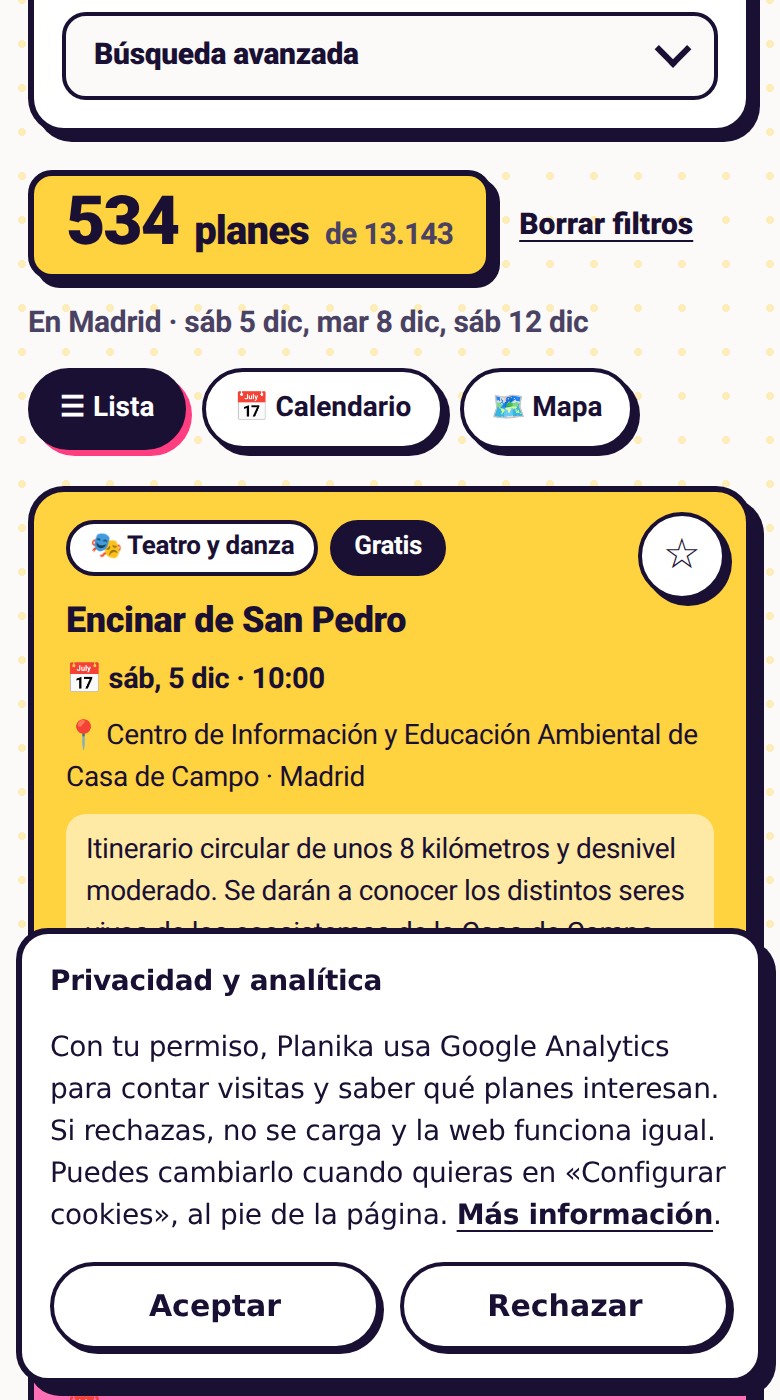 Búsqueda avanzada
534 planes de 13.143
Borrar filtros
En Madrid · sáb 5 dic, mar 8 dic, sáb 12 dic
☰ Lista
Calendario
Mapa
Teatro y danza
Gratis
Encinar de San Pedro
sáb, 5 dic · 10:00
Centro de Información y Educación Ambiental de
Casa de Campo · Madrid
Itinerario circular de unos 8 kilómetros y desnivel
moderado. Se darán a conocer los distintos seres
Privacidad y analítica
Con tu permiso, Planika usa Google Analytics
para contar visitas y saber qué planes interesan.
Si rechazas, no se carga y la web funciona igual.
Puedes cambiarlo cuando quieras en «Configurar
cookies», al pie de la página. Más información.
Aceptar
Rechazar